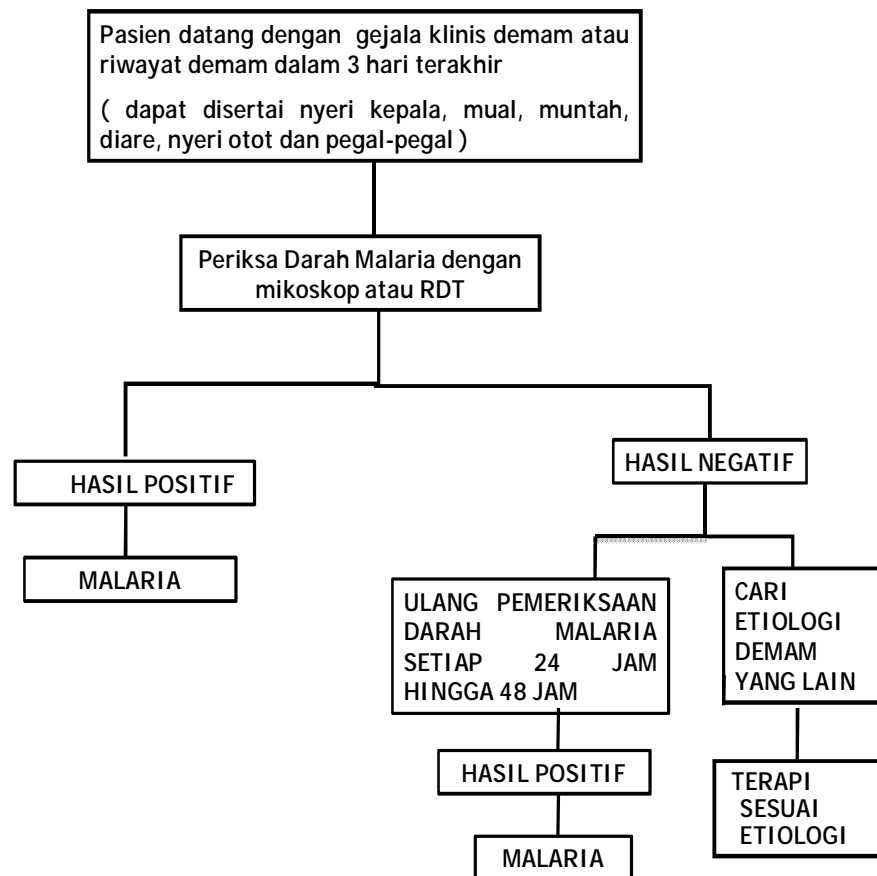 Pasien datang dengan gejala klinis demam atau
riwayat demam dalam 3 hari terakhir
( dapat disertai nyeri kepala, mual, muntah,
diare, nyeri otot dan pegal-pegal )
Periksa Darah Malaria dengan
mikoskop atau RDT
HASIL POSITIF
MALARIA
HASIL NEGATIF
ULANG PEMERIKSAAN
DARAH MALARIA
SETIAP 24 JAM
HINGGA 48 JAM
HASIL POSITIF
MALARIA
CARI
ETIOLOGI
DEMAM
YANG LAIN
TERAPI
SESUAI
ETIOLOGI